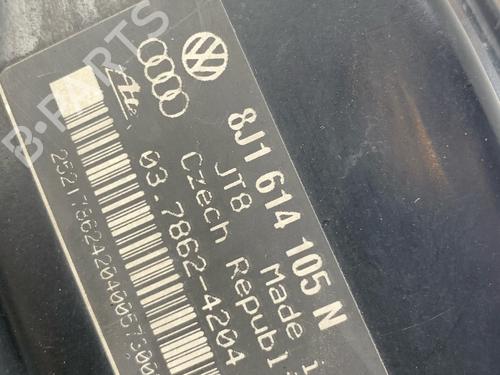 8J1 614 105 N
JT8 Made i
Czech Republi
03-7862-4204
B-PARTS